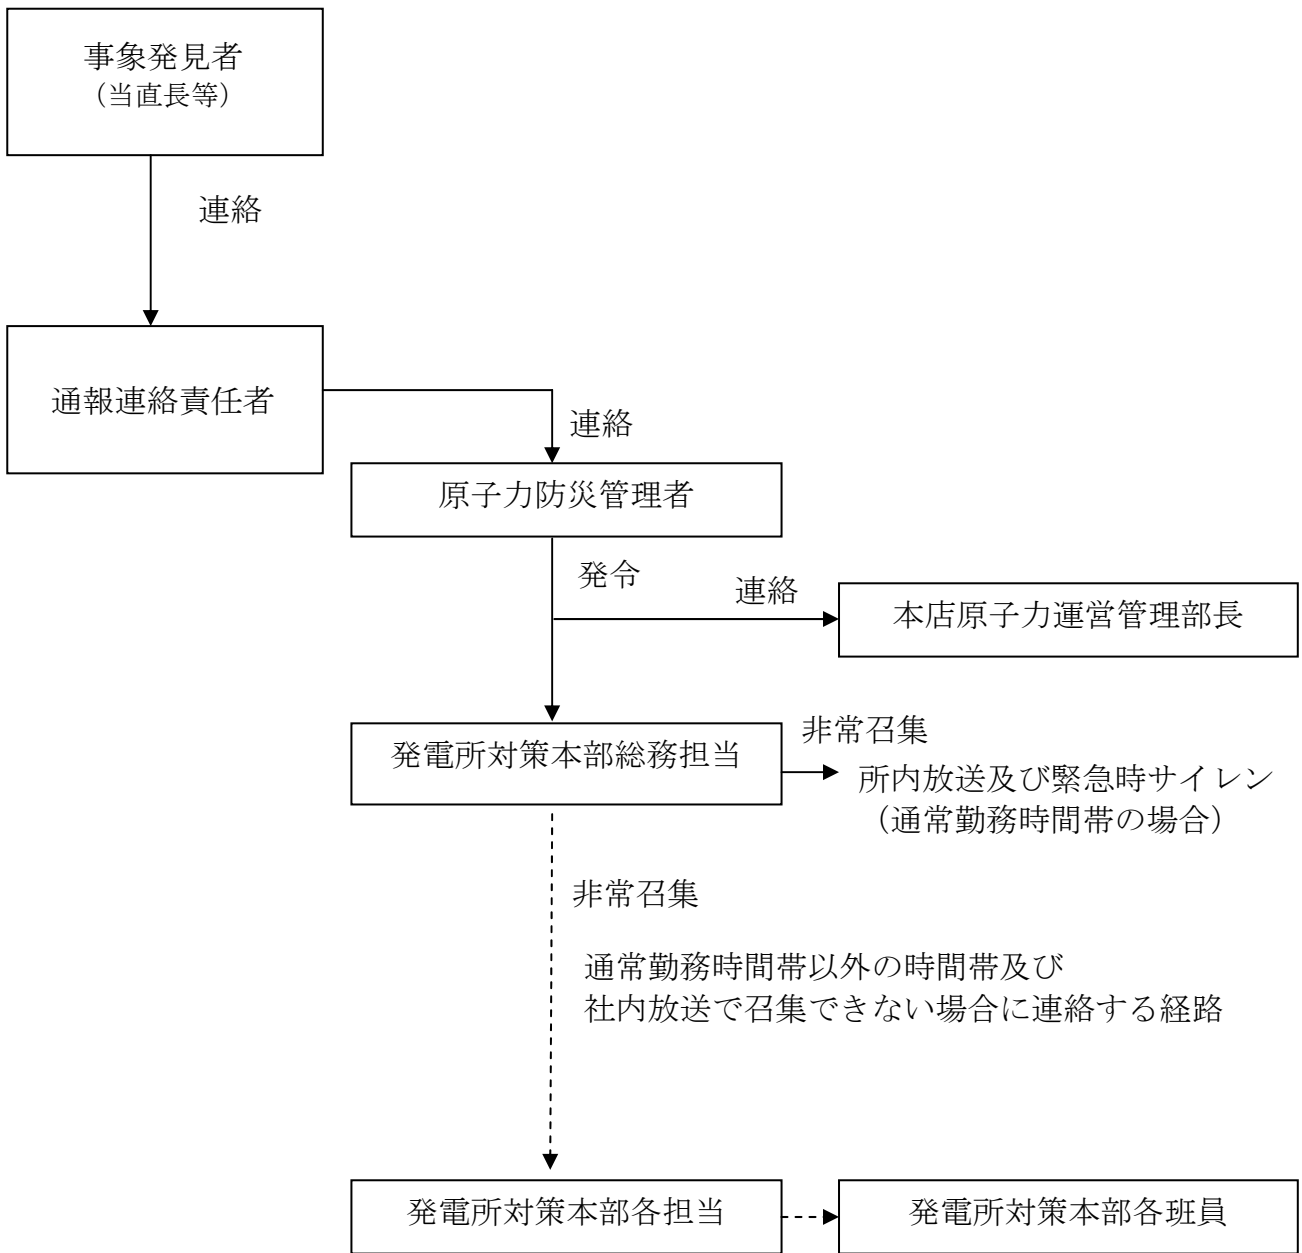 事象発見者
（当直長等）
連絡
通報連絡責任者
連絡
原子力防災管理者
発令
連絡
本店原子力運営管理部長
発電所対策本部総務担当
非常召集
所内放送及び緊急時サイレン
（通常勤務時間帯の場合）
非常召集
通常勤務時間帯以外の時間帯及び
社内放送で召集できない場合に連絡する経路
発電所対策本部各担当
発電所対策本部各班員